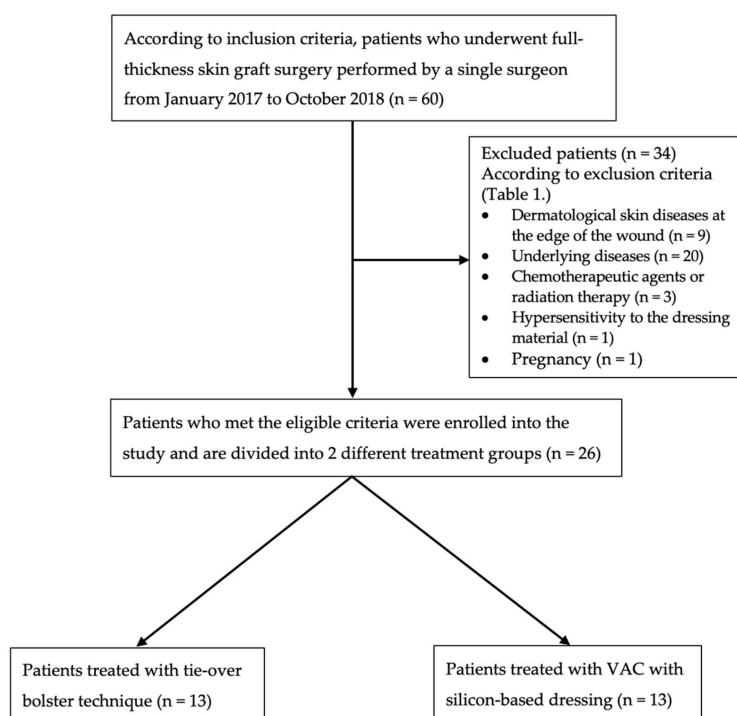 According to inclusion criteria, patients who underwent full-
thickness skin graft surgery performed by a single surgeon
from January 2017 to October 2018 (n = 60)
Excluded patients (n = 34)
According to exclusion criteria
(Table 1.)
• Dermatological skin diseases at
the edge of the wound (n = 9)
• Underlying diseases (n = 20)
• Chemotherapeutic agents or
radiation therapy (n = 3)
• Hypersensitivity to the dressing
material (n = 1)
• Pregnancy (n = 1)
Patients who met the eligible criteria were enrolled into the
study and are divided into 2 different treatment groups (n = 26)
Patients treated with tie-over
bolster technique (n = 13)
Patients treated with VAC with
silicon-based dressing (n = 13)